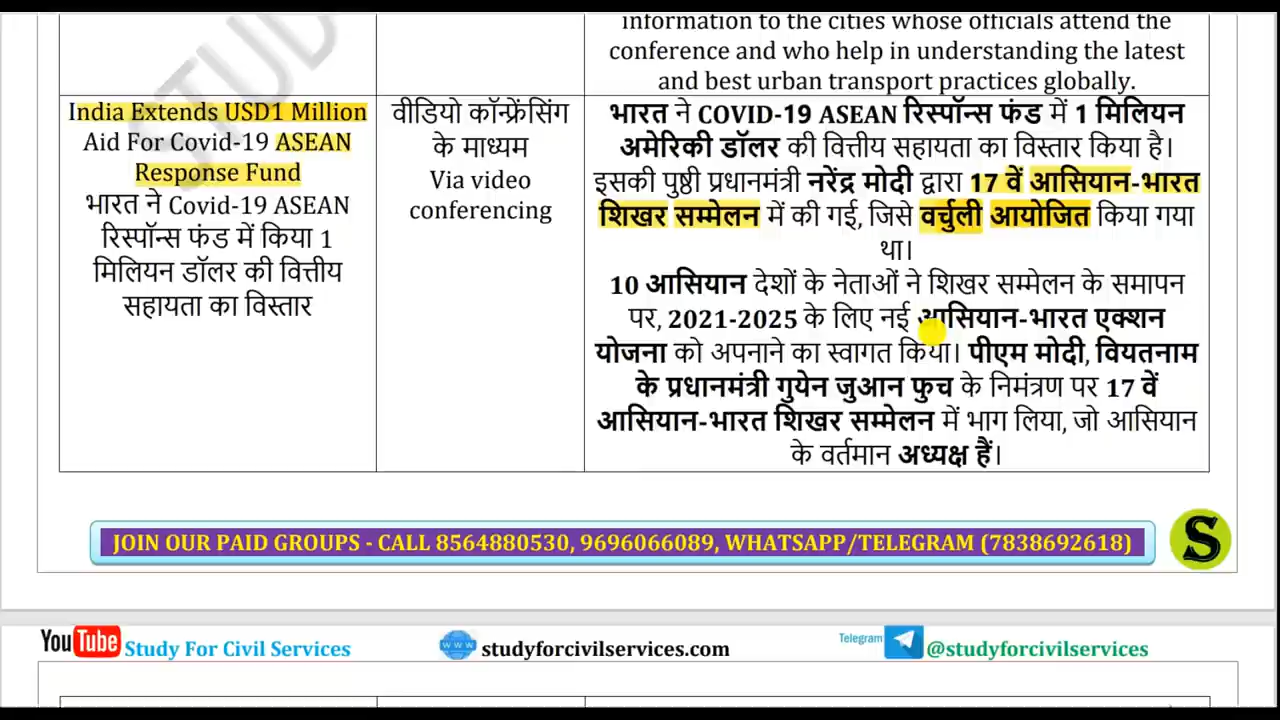 information to the cities whose officials attend the
conference and who help in understanding the latest
and best urban transport practices globally.
India Extends USD1 Million
Aid For Covid-19 ASEAN
Response Fund
भारत ने Covid-19 ASEAN
रिस्पॉन्स फंड में किया 1
मिलियन डॉलर की वित्तीय
सहायता का विस्तार
वीडियो कॉन्फ्रेंसिंग
के माध्यम
Via video
conferencing
भारत ने COVID-19 ASEAN रिस्पॉन्स फंड में 1 मिलियन
अमेरिकी डॉलर की वित्तीय सहायता का विस्तार किया है।
इसकी पुष्ठी प्रधानमंत्री नरेंद्र मोदी द्वारा 17 वें आसियान-भारत
शिखर सम्मेलन में की गई, जिसे वर्चुली आयोजित किया गया
था।
10 आसियान देशों के नेताओं ने शिखर सम्मेलन के समापन
पर, 2021-2025 के लिए नई आसियान-भारत एक्शन
योजना को अपनाने का स्वागत किया। पीएम मोदी, वियतनाम
के प्रधानमंत्री गुयेन जुआन फुच के निमंत्रण पर 17 वें
आसियान-भारत शिखर सम्मेलन में भाग लिया, जो आसियान
के वर्तमान अध्यक्ष हैं।
JOIN OUR PAID GROUPS - CALL 8564880530, 9696066089, WHATSAPP/TELEGRAM (7838692618)
S
YouTube Study For Civil Services
WWW studyforcivilservices.com
Telegram @studyforcivilservices
STUD